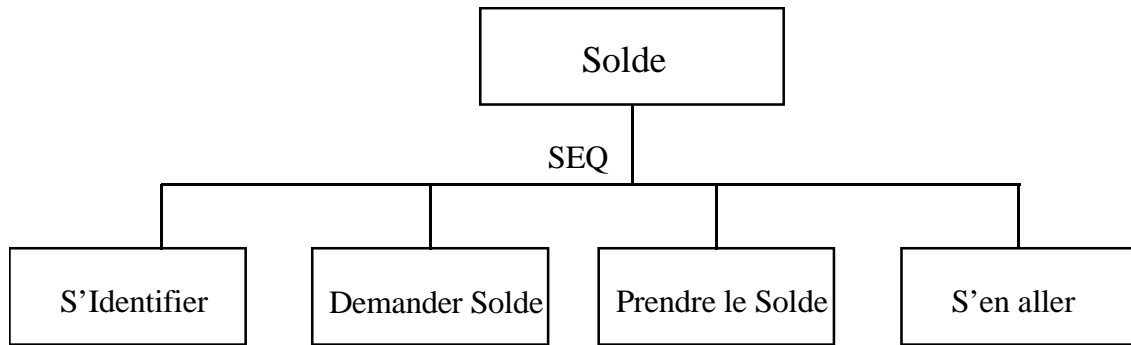 Solde
SEQ
S’Identifier
Demander Solde
Prendre le Solde
S’en aller